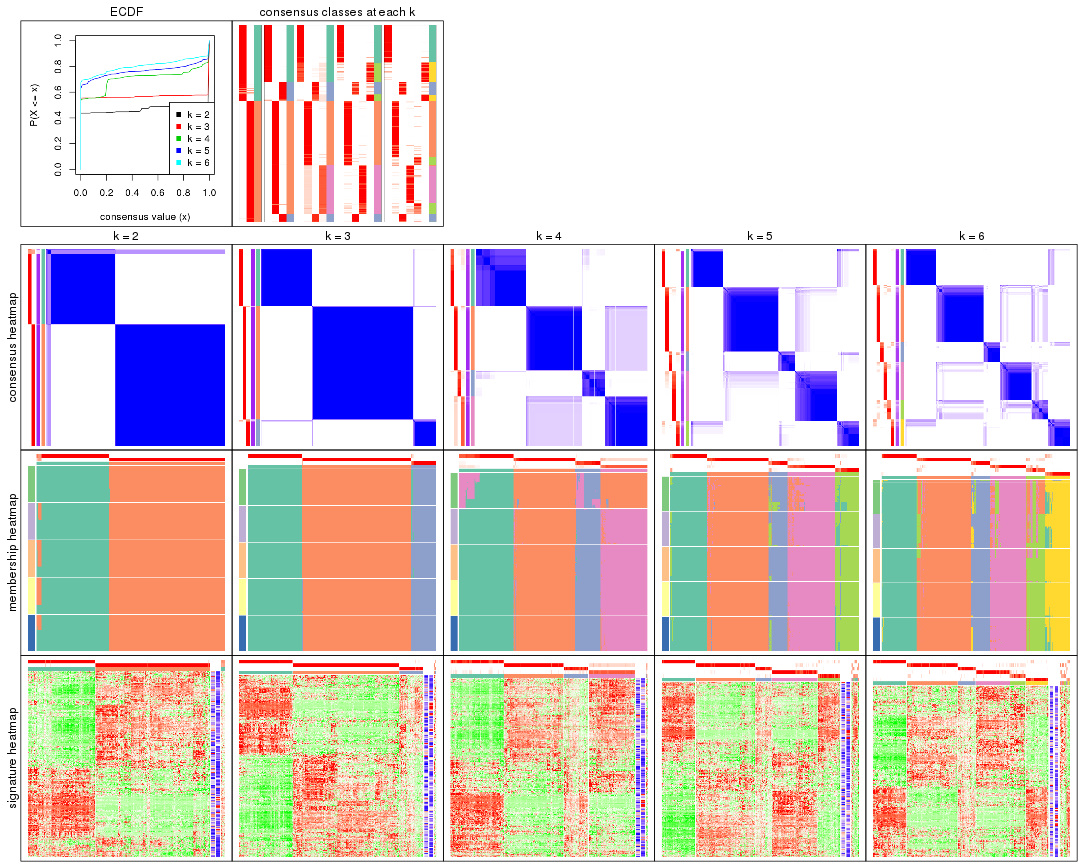 ECDF
consensus classes at each k
P(X <= x)
0.0 0.2 0.4 0.6 0.8 1.0
k = 2
k = 3
k = 4
k = 5
k = 6
0.0 0.2 0.4 0.6 0.8 1.0
consensus value (x)
k = 2 k = 3 k = 4 k = 5 k = 6
consensus heatmap
membership heatmap
signature heatmap